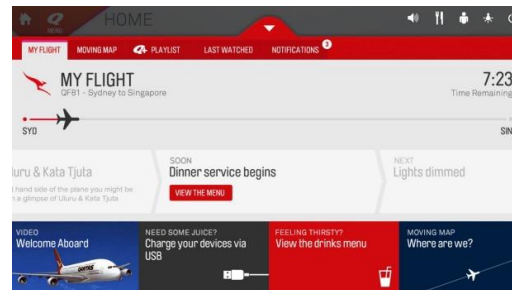 HOME
MENU
MY FLIGHT
MOVING MAP
PLAYLIST
LAST WATCHED
NOTIFICATIONS
3
MY FLIGHT
QF81 - Sydney to Singapore
7:23
Time Remaining
SYD
SIN
uru & Kata Tjuta
hand side of the plane you might be
a glimpse of Uluru & Kata Tjuta
SOON
Dinner service begins
VIEW THE MENU
NEXT
Lights dimmed
VIDEO
Welcome Aboard
QANTAS
NEED SOME JUICE?
Charge your devices via
USB
FEELING THIRSTY?
View the drinks menu
MOVING MAP
Where are we?